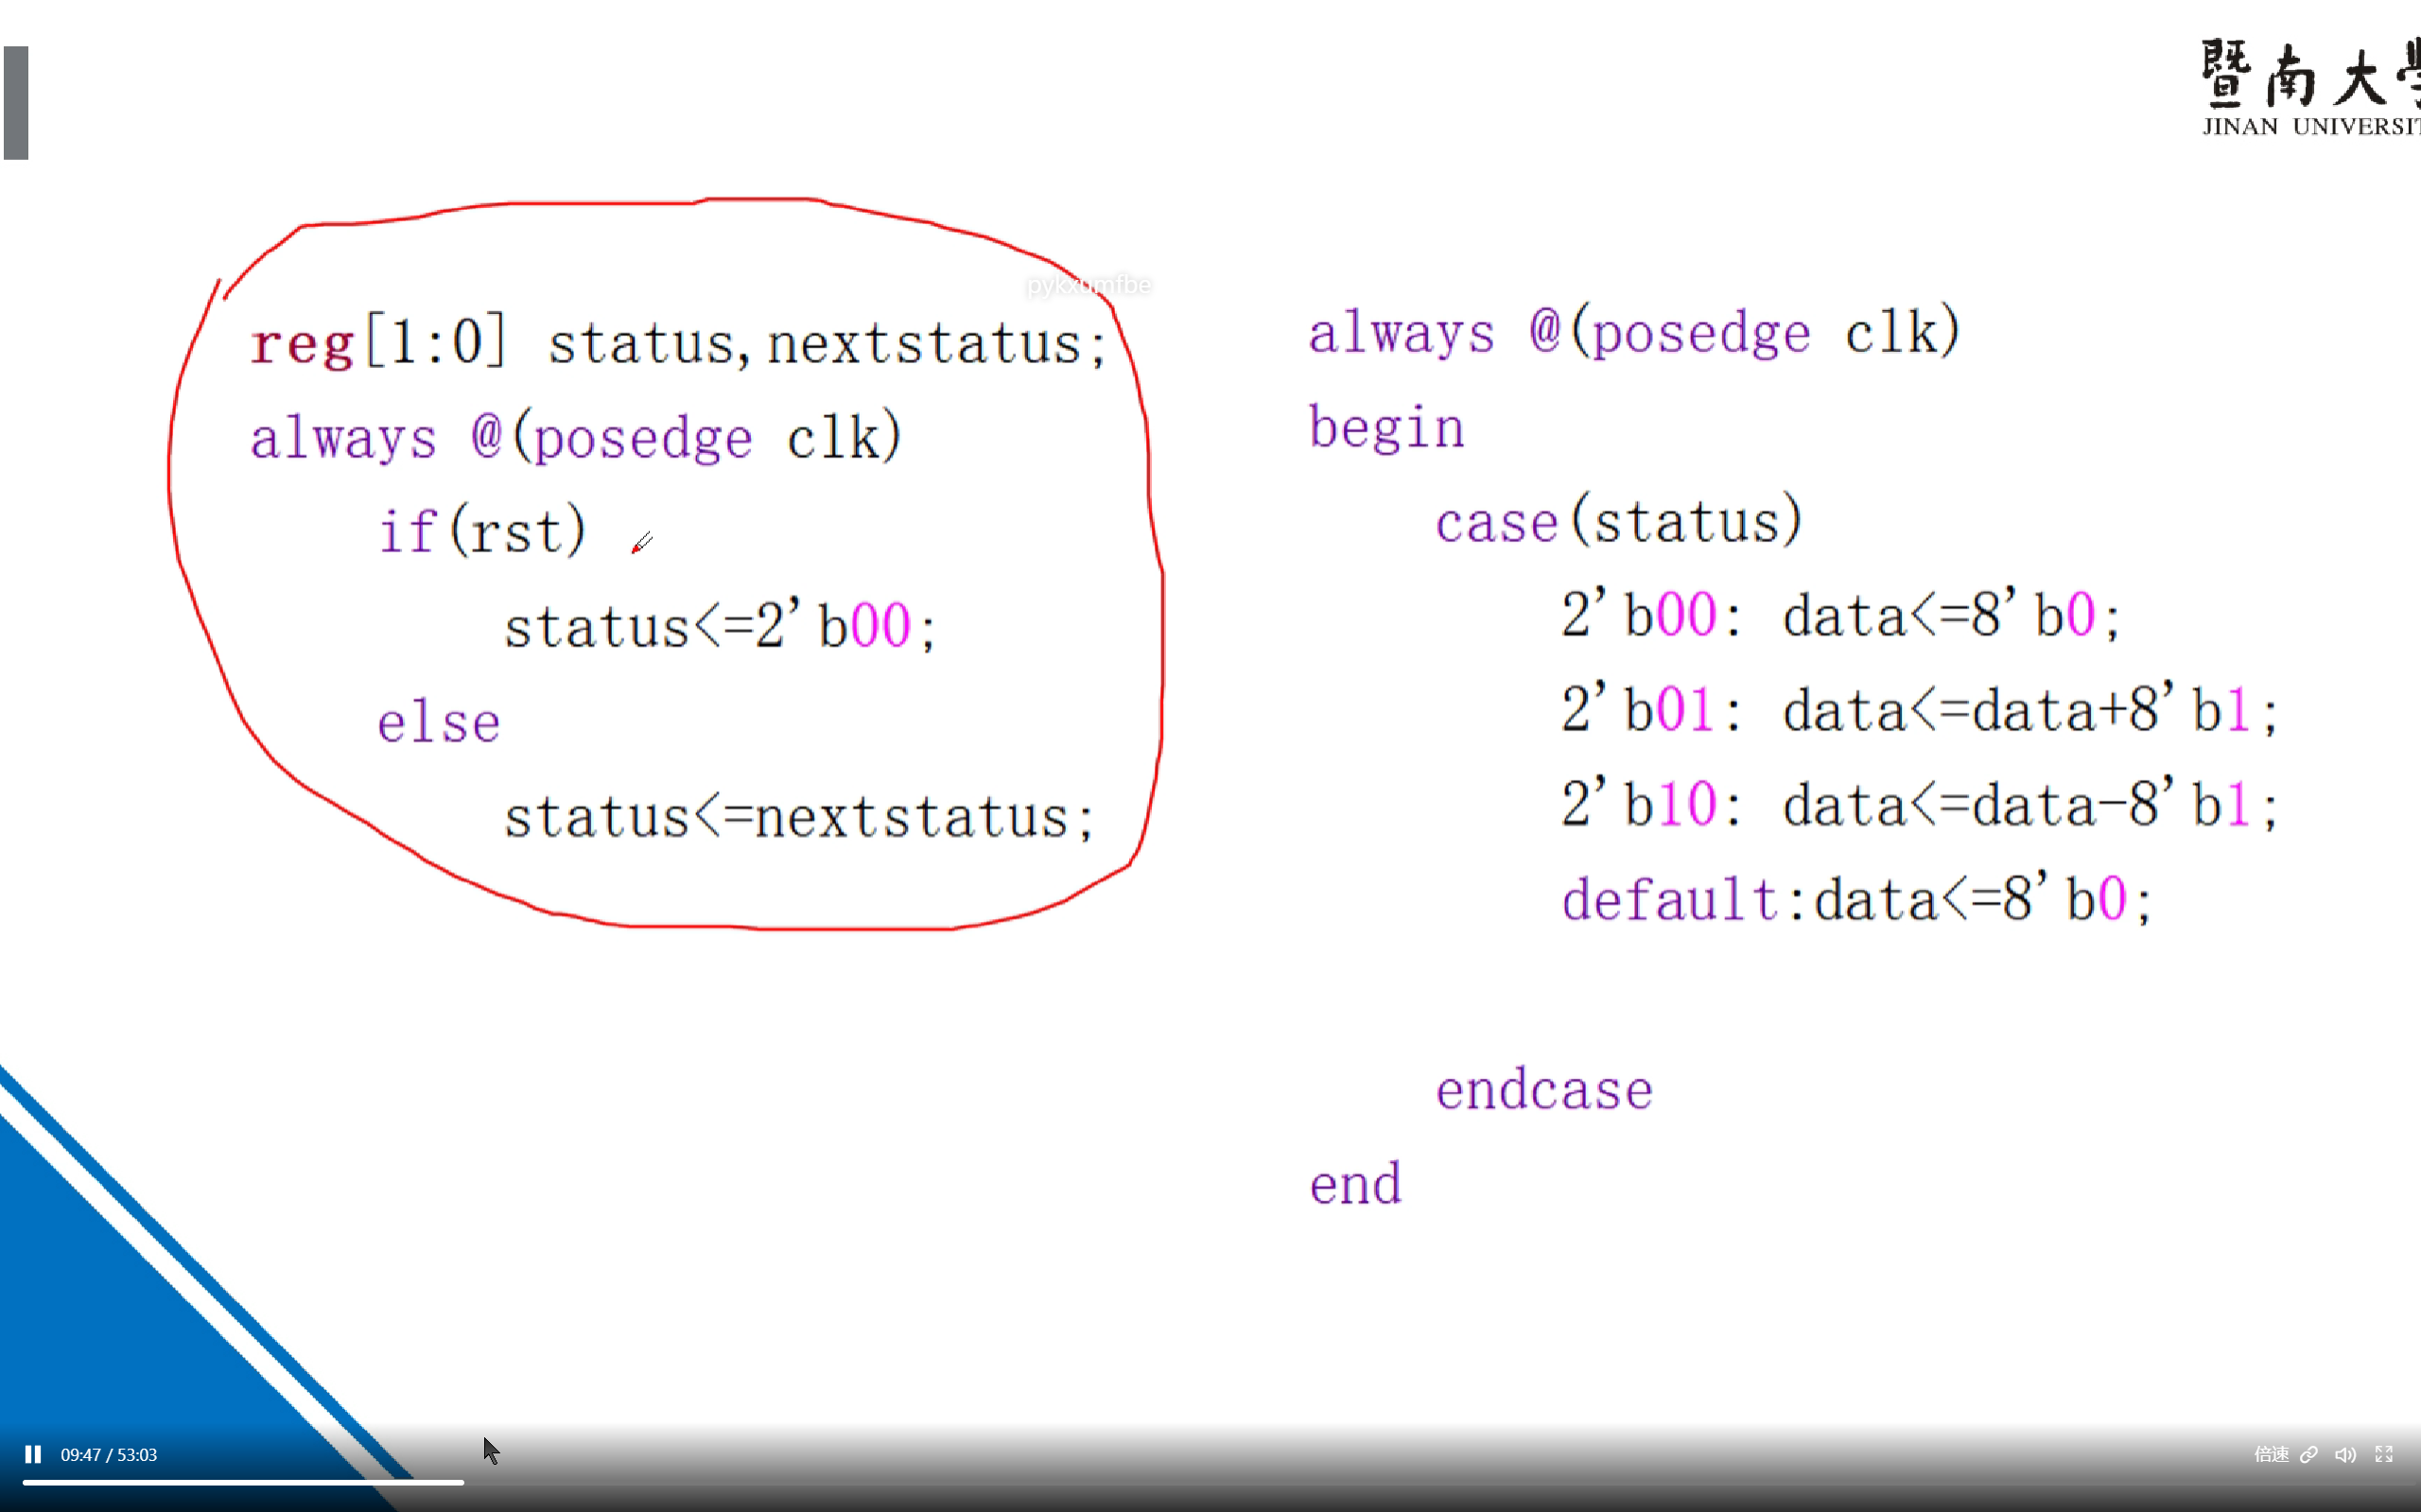 暨南大學
JINAN UNIVERSIT
pykxumfbe
reg[1:0] status,nextstatus;
always @(posedge clk)
if(rst)
status<=2'b00;
else
status<=nextstatus;
always @(posedge clk)
begin
case(status)
2'b00: data<=8'b0;
2'b01: data<=data+8'b1;
2'b10: data<=data-8'b1;
default:data<=8'b0;
endcase
end
09:47 / 53:03
倍速